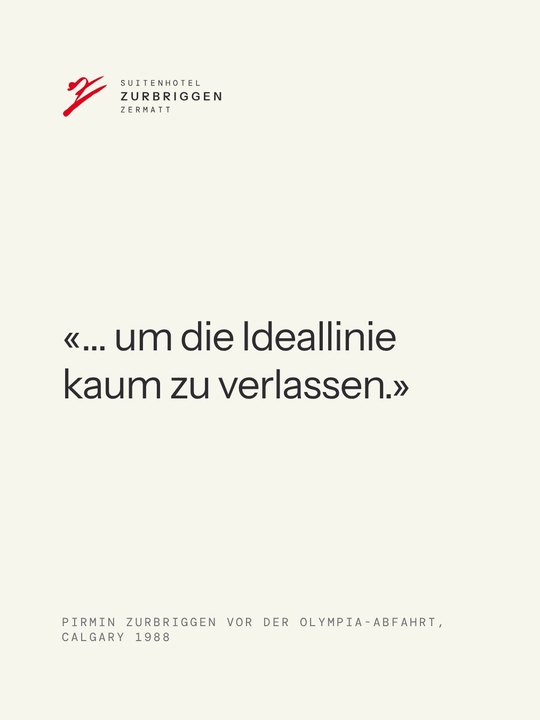 SUITENHOTEL
ZURBRIGGEN
ZERMATT
«... um die Ideallinie
kaum zu verlassen.»
PIRMIN ZURBRIGGEN VOR DER OLYMPIA-ABFAHRT,
CALGARY 1988